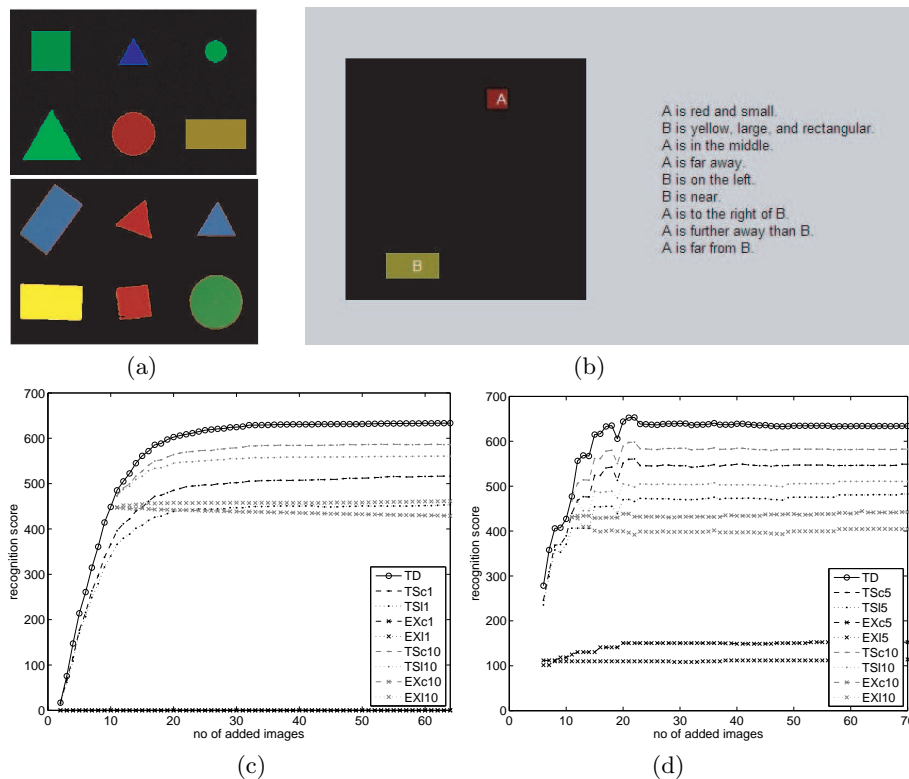 A
B
A is red and small.
B is yellow, large, and rectangular.
A is in the middle.
A is far away.
B is on the left.
B is near.
A is to the right of B.
A is further away than B.
A is far from B.
(a)
(b)
700
600
500
400
300
200
100
0
recognition score
0 10 20 30 40 50 60
no of added images
TD
TSc1
TSl1
EXc1
EXl1
TSc10
TSl10
EXc10
EXl10
(c)
700
600
500
400
300
200
100
0
recognition score
0 10 20 30 40 50 60 70
no of added images
TD
TSc5
TSl5
EXc5
EXl5
TSc10
TSl10
EXc10
EXl10
(d)